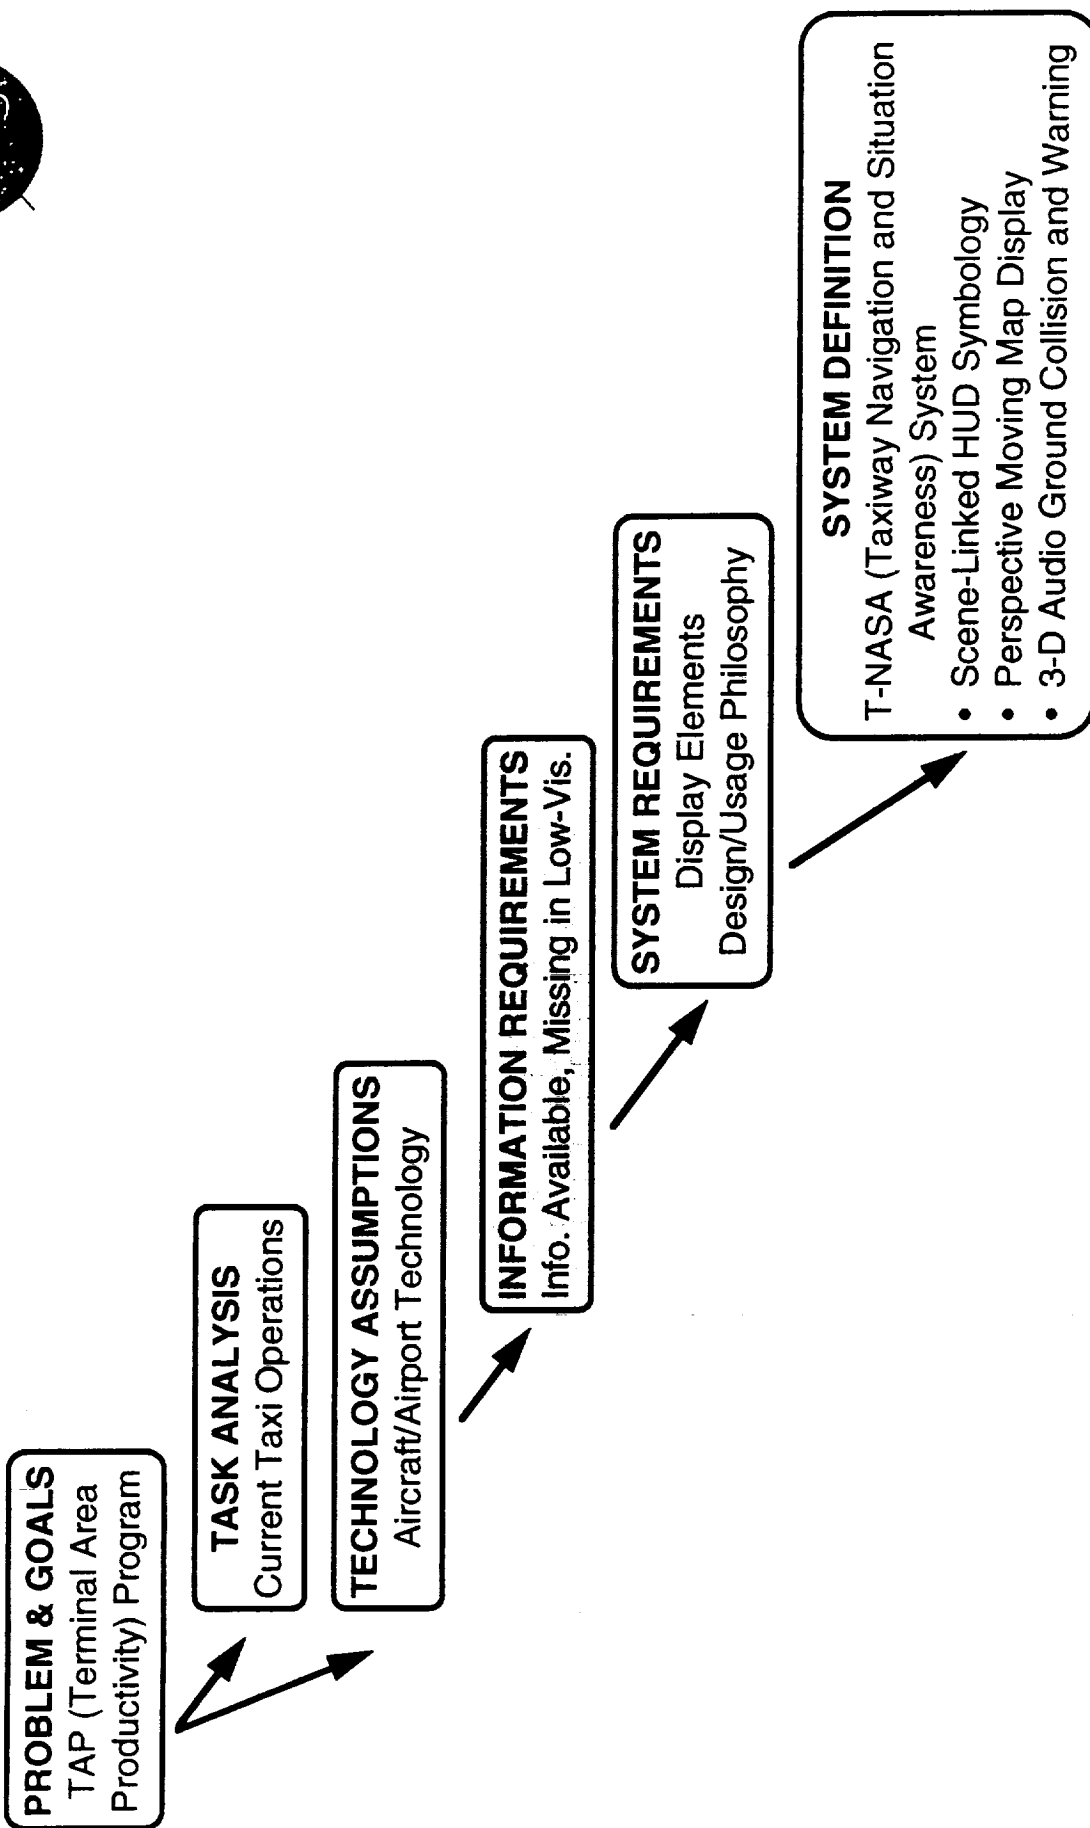 PROBLEM & GOALS
TAP (Terminal Area
Productivity) Program
TASK ANALYSIS
Current Taxi Operations
TECHNOLOGY ASSUMPTIONS
Aircraft/Airport Technology
INFORMATION REQUIREMENTS
Info. Available, Missing in Low-Vis.
SYSTEM REQUIREMENTS
Display Elements
Design/Usage Philosophy
SYSTEM DEFINITION
T-NASA (Taxiway Navigation and Situation
Awareness) System
• Scene-Linked HUD Symbology
• Perspective Moving Map Display
• 3-D Audio Ground Collision and Warning